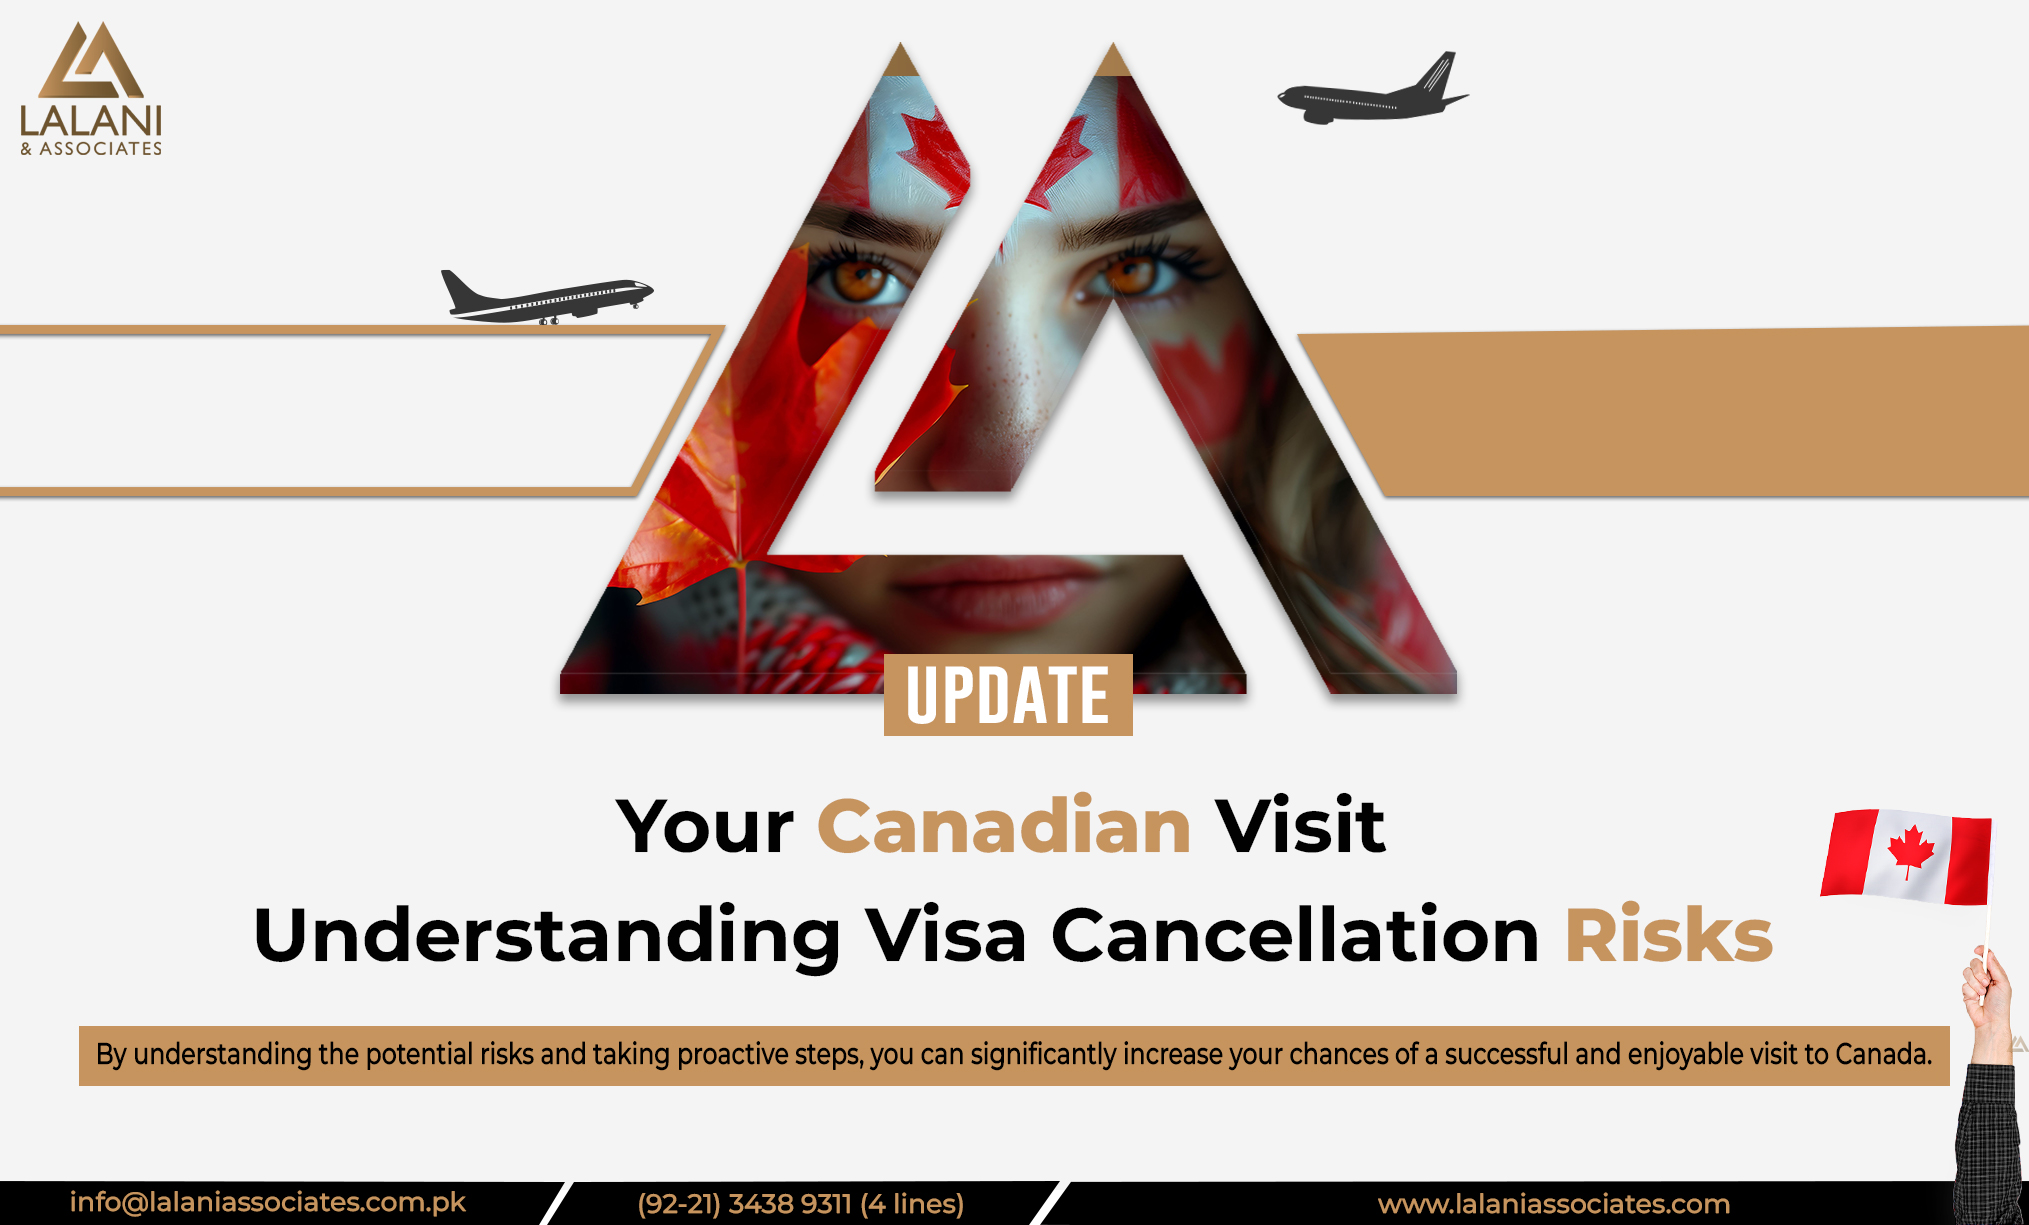 LALANI
& ASSOCIATES
UPDATE
Your Canadian Visit
Understanding Visa Cancellation Risks
By understanding the potential risks and taking proactive steps, you can significantly increase your chances of a successful and enjoyable visit to Canada.
info@lalaniassociates.com.pk
(92-21) 3438 9311 (4 lines)
www.lalaniassociates.com